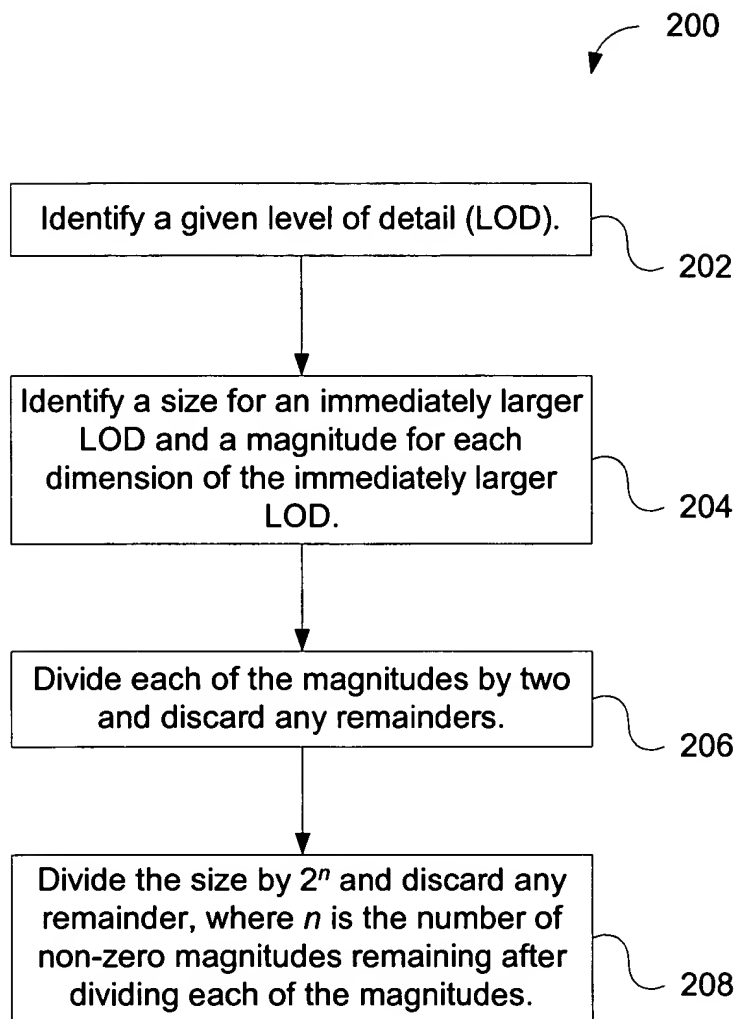 200
Identify a given level of detail (LOD).
202
Identify a size for an immediately larger
LOD and a magnitude for each
dimension of the immediately larger
LOD.
204
Divide each of the magnitudes by two
and discard any remainders.
206
Divide the size by 2ⁿ and discard any
remainder, where n is the number of
non-zero magnitudes remaining after
dividing each of the magnitudes.
208